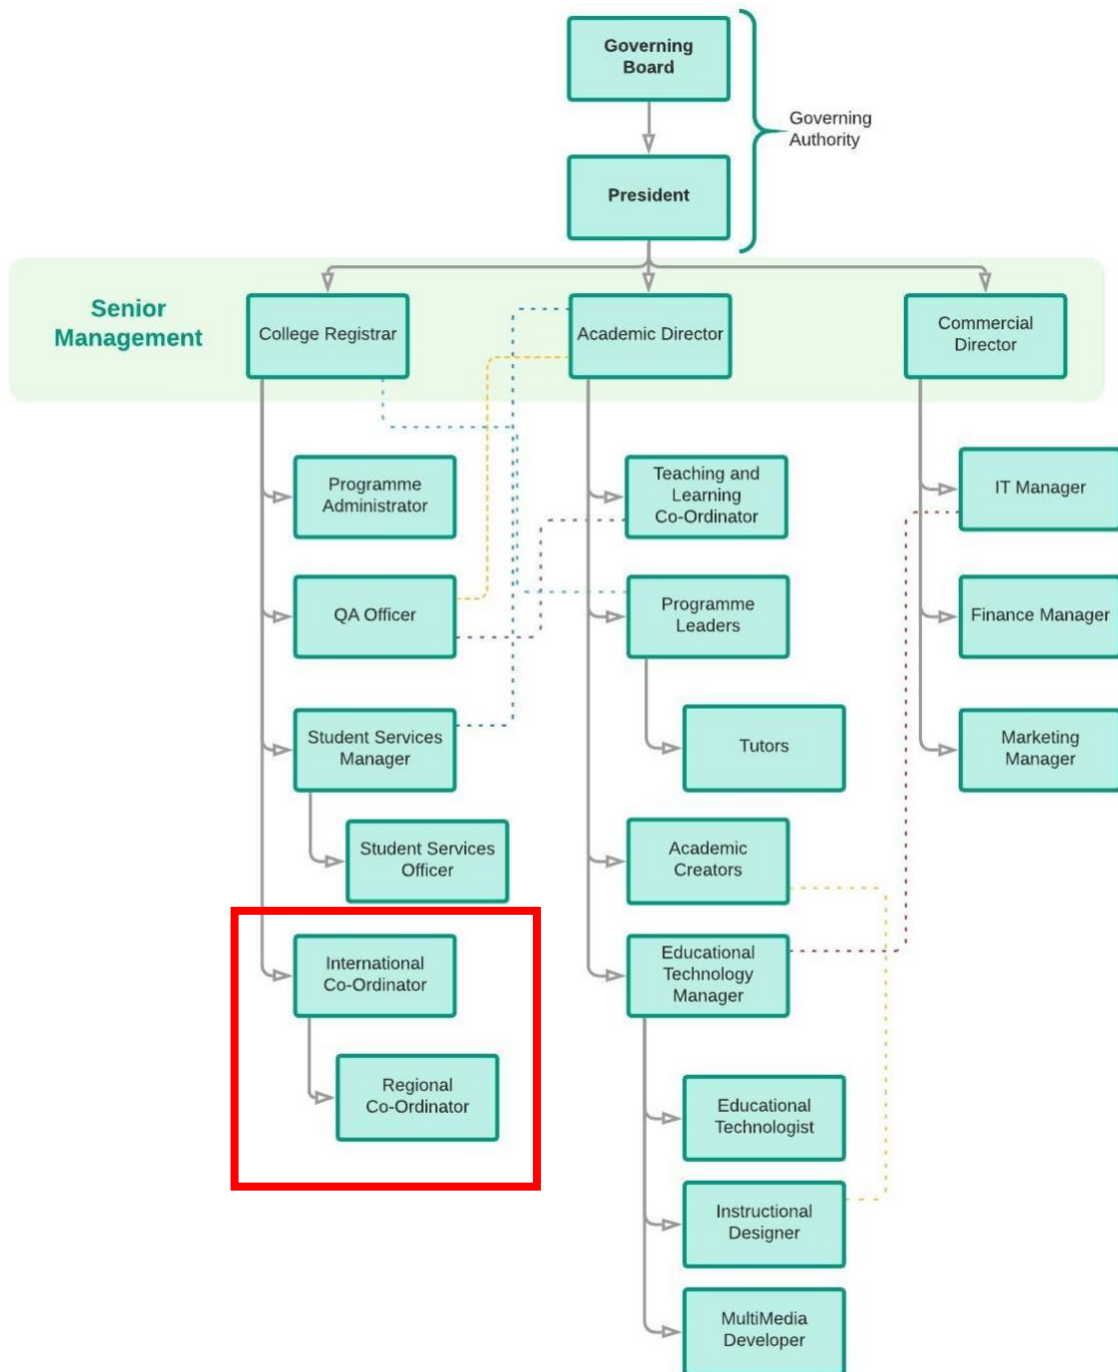 Governing
Board
Governing
Authority
President
Senior
Management
College Registrar
Academic Director
Commercial
Director
Programme
Administrator
Teaching and
Learning
Co-Ordinator
IT Manager
QA Officer
Programme
Leaders
Finance Manager
Student Services
Manager
Tutors
Marketing
Manager
Student Services
Officer
Academic
Creators
International
Co-Ordinator
Educational
Technology
Manager
Regional
Co-Ordinator
Educational
Technologist
Instructional
Designer
MultiMedia
Developer